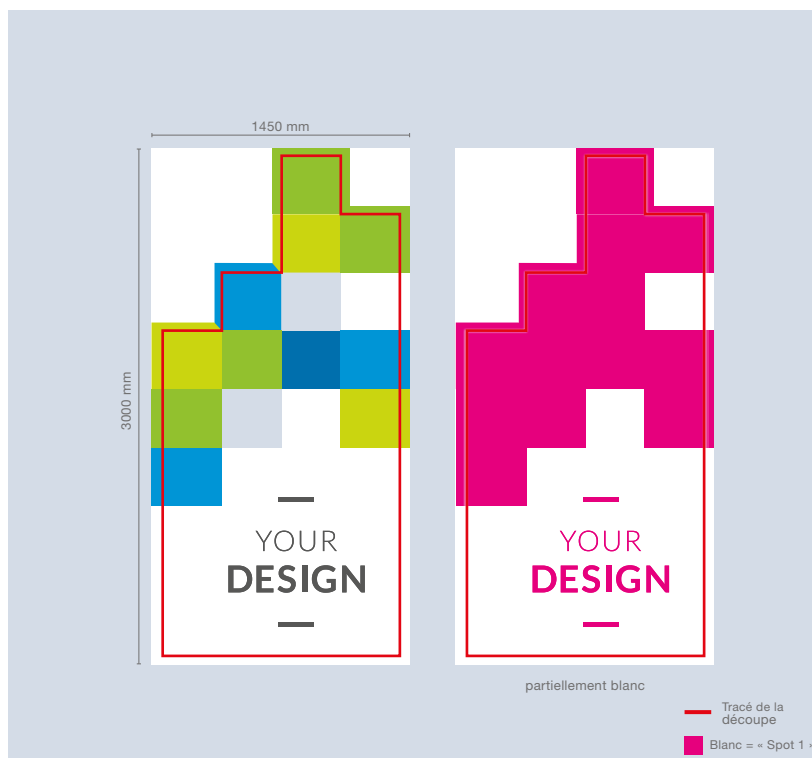 1450 mm
3000 mm
YOUR
DESIGN
YOUR
DESIGN
partiellement blanc
Tracé de la
découpe
Blanc = « Spot 1 »